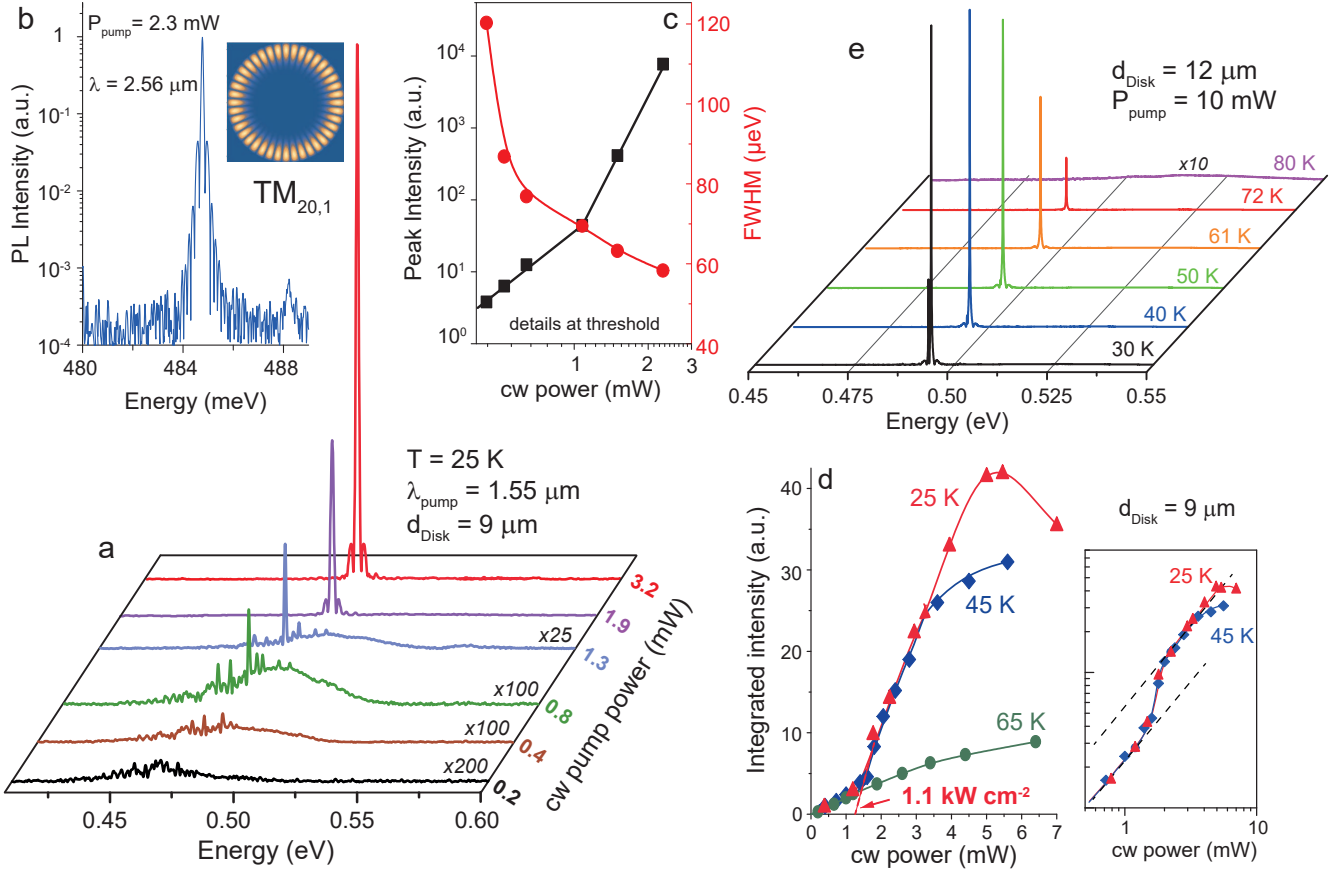 b
P_pump = 2.3 mW
λ = 2.56 μm
TM_20,1
1
10^-1
10^-2
10^-3
10^-4
PL Intensity (a.u.)
480
484
488
Energy (meV)
c
10^4
10^3
10^2
10^1
10^0
Peak Intensity (a.u.)
details at threshold
1
2
3
cw power (mW)
120
100
80
60
40
FWHM (μeV)
e
d_Disk = 12 μm
P_pump = 10 mW
x10
80 K
72 K
61 K
50 K
40 K
30 K
0.45
0.475
0.50
0.525
0.55
Energy (eV)
a
T = 25 K
λ_pump = 1.55 μm
d_Disk = 9 μm
x25
x100
x100
x200
3.2
1.9
1.3
0.8
0.4
0.2
cw pump power (mW)
0.45
0.50
0.55
0.60
Energy (eV)
d
d_Disk = 9 μm
25 K
45 K
65 K
1.1 kW cm^-2
40
30
20
10
0
Integrated intensity (a.u.)
0
1
2
3
4
5
6
7
cw power (mW)
25 K
45 K
1
10
cw power (mW)